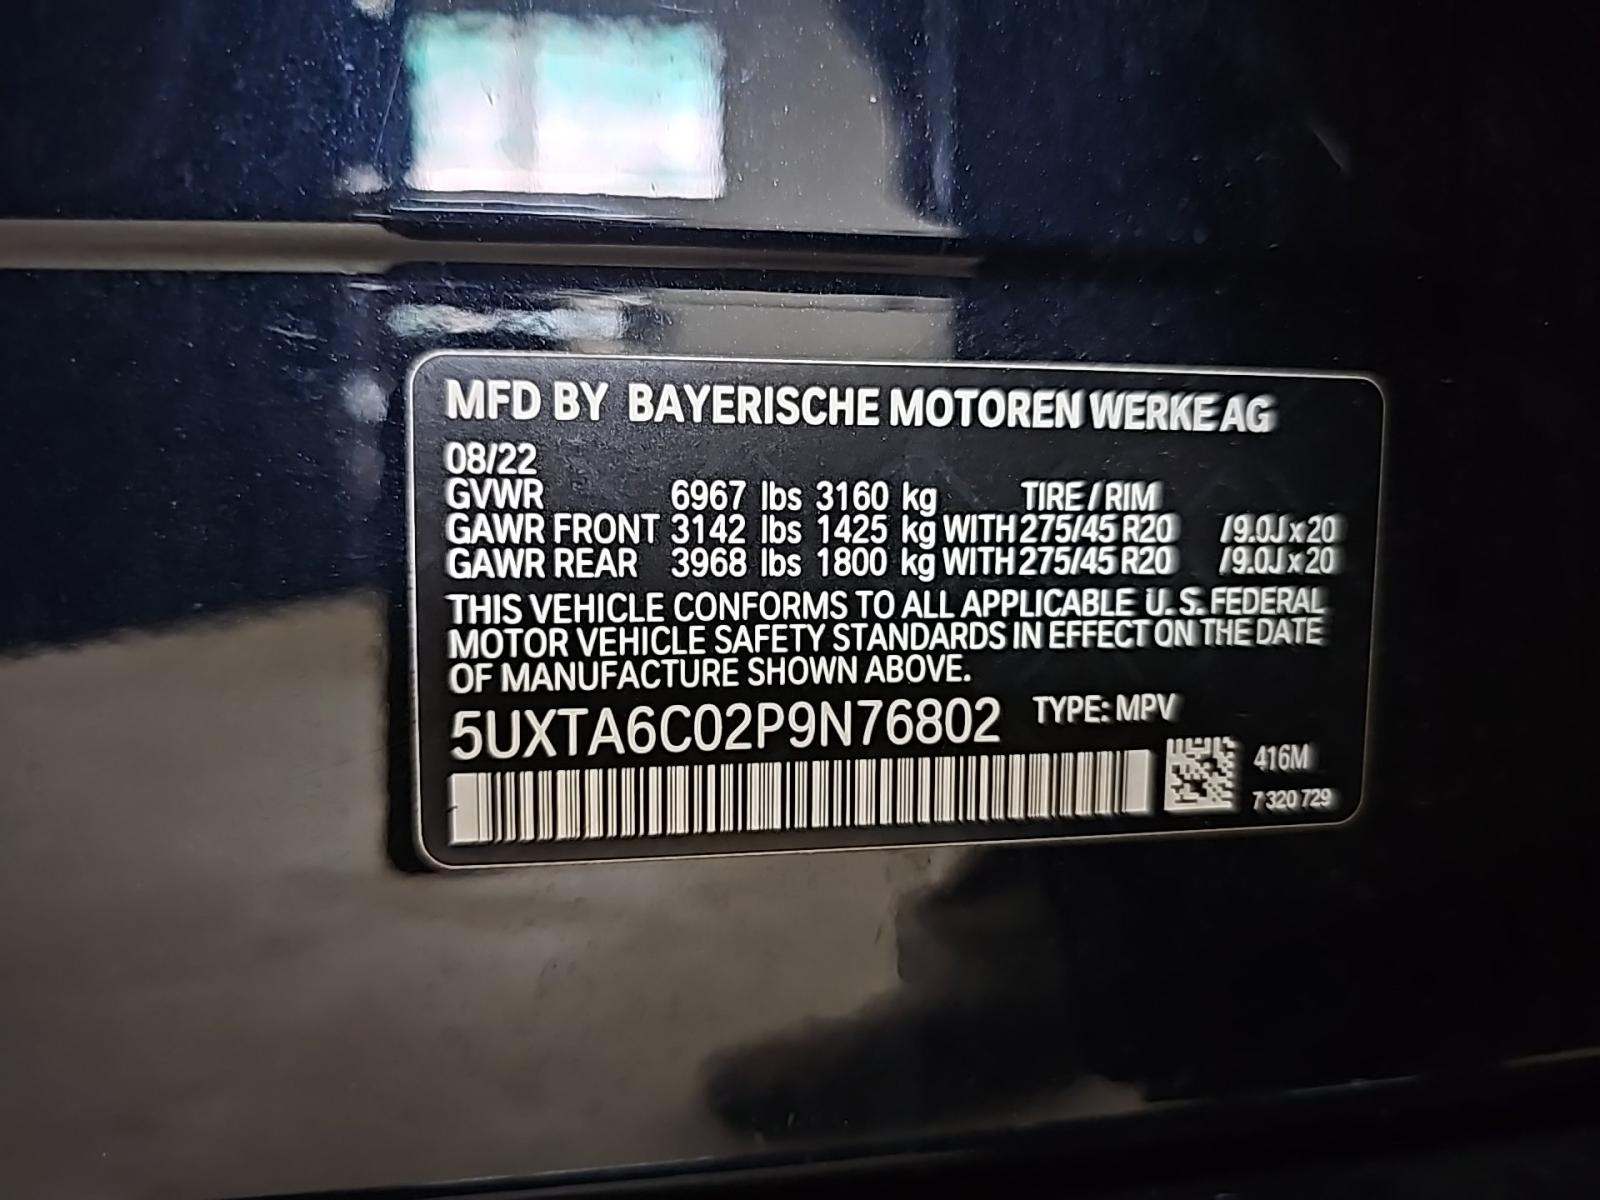 MFD BY BAYERISCHE MOTOREN WERKE AG
08/22
GVWR 6967 lbs 3160 kg TIRE / RIM
GAWR FRONT 3142 lbs 1425 kg WITH 275/45 R20 /9.0J x 20
GAWR REAR 3968 lbs 1800 kg WITH 275/45 R20 /9.0J x 20
THIS VEHICLE CONFORMS TO ALL APPLICABLE U.S. FEDERAL
MOTOR VEHICLE SAFETY STANDARDS IN EFFECT ON THE DATE
OF MANUFACTURE SHOWN ABOVE.
5UXTA6C02P9N76802 TYPE: MPV
416M
7 320 729